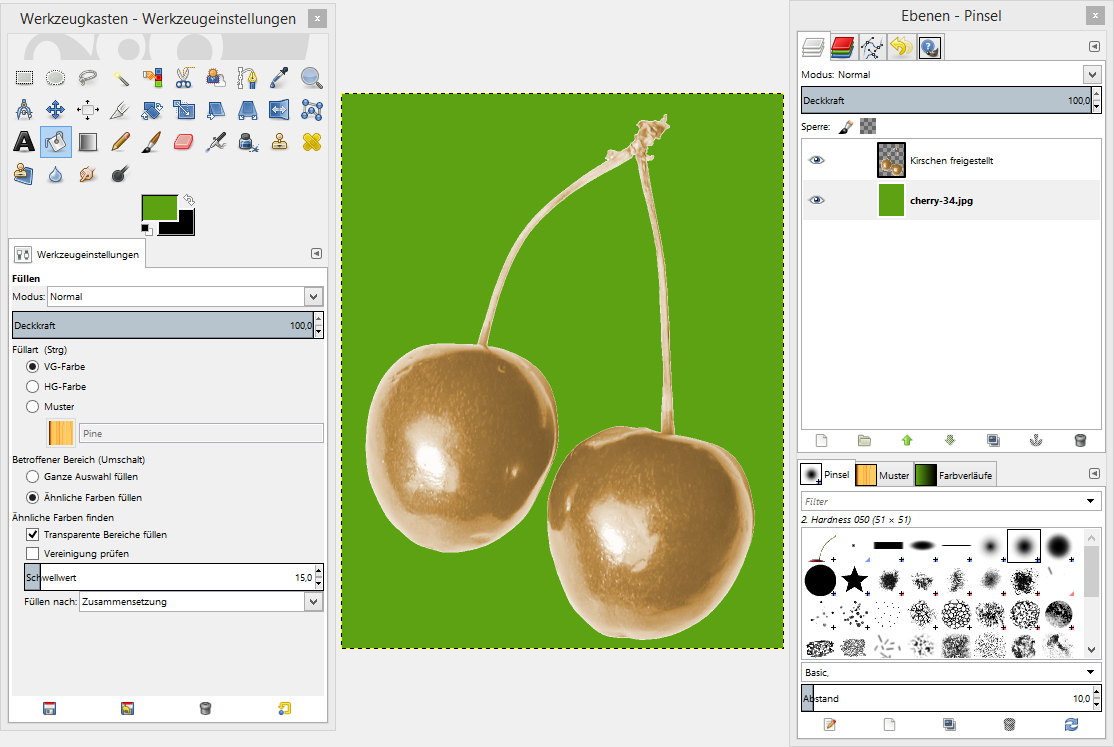 Werkzeugkasten - Werkzeugeinstellungen
Werkzeugeinstellungen
Füllen
Modus: Normal
Deckkraft 100,0
Füllart (Strg)
VG-Farbe
HG-Farbe
Muster
Pine
Betroffener Bereich (Umschalt)
Ganze Auswahl füllen
Ähnliche Farben füllen
Ähnliche Farben finden
Transparente Bereiche füllen
Vereinigung prüfen
Schwellwert 15,0
Füllen nach: Zusammensetzung
Ebenen - Pinsel
Modus: Normal
Deckkraft 100,0
Sperre:
Kirschen freigestellt
cherry-34.jpg
Pinsel Muster Farbverläufe
Filter
2. Hardness 050 (51 × 51)
Basic,
Abstand 10,0